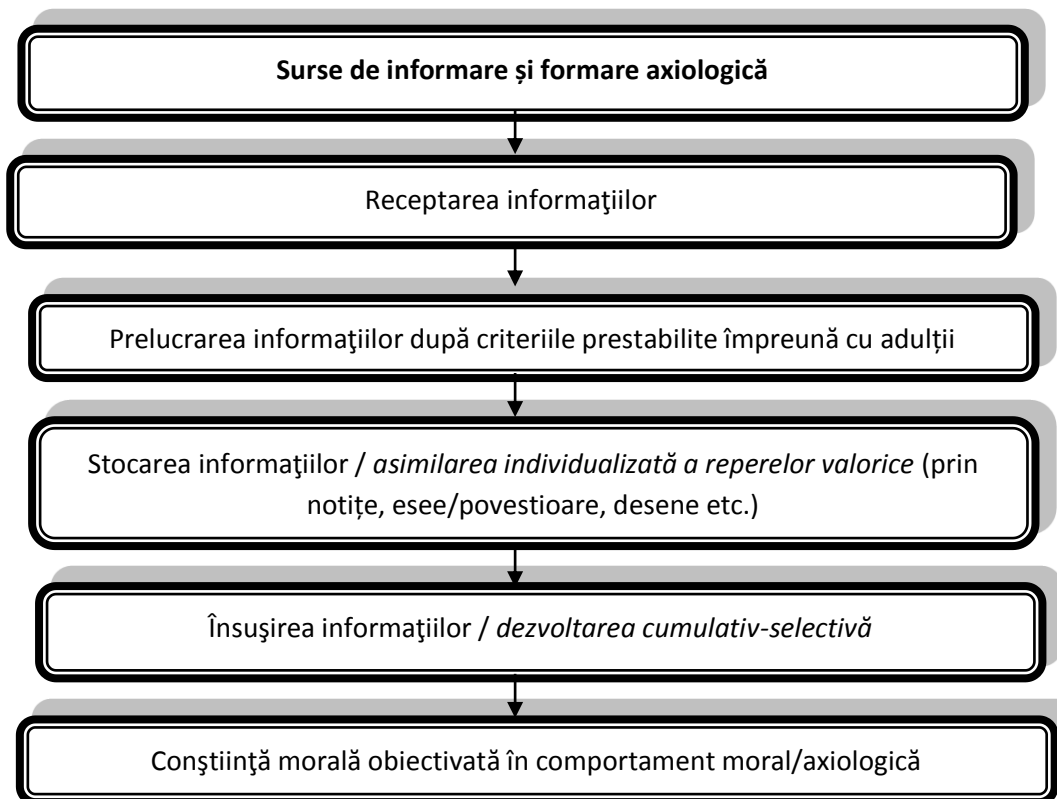 Surse de informare și formare axiologică
Receptarea informaţiilor
Prelucrarea informaţiilor după criteriile prestabilite împreună cu adulții
Stocarea informaţiilor / asimilarea individualizată a reperelor valorice (prin
notițe, esee/povestioare, desene etc.)
Însuşirea informaţiilor / dezvoltarea cumulativ-selectivă
Conştiinţă morală obiectivată în comportament moral/axiologică